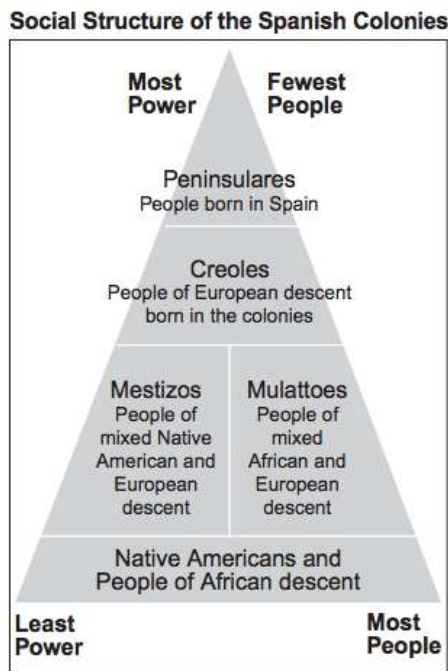 Social Structure of the Spanish Colonies
Most
Power
Fewest
People
Peninsulares
People born in Spain
Creoles
People of European descent
born in the colonies
Mestizos
People of
mixed Native
American and
European
descent
Mulattoes
People of
mixed
African and
European
descent
Native Americans and
People of African descent
Least
Power
Most
People